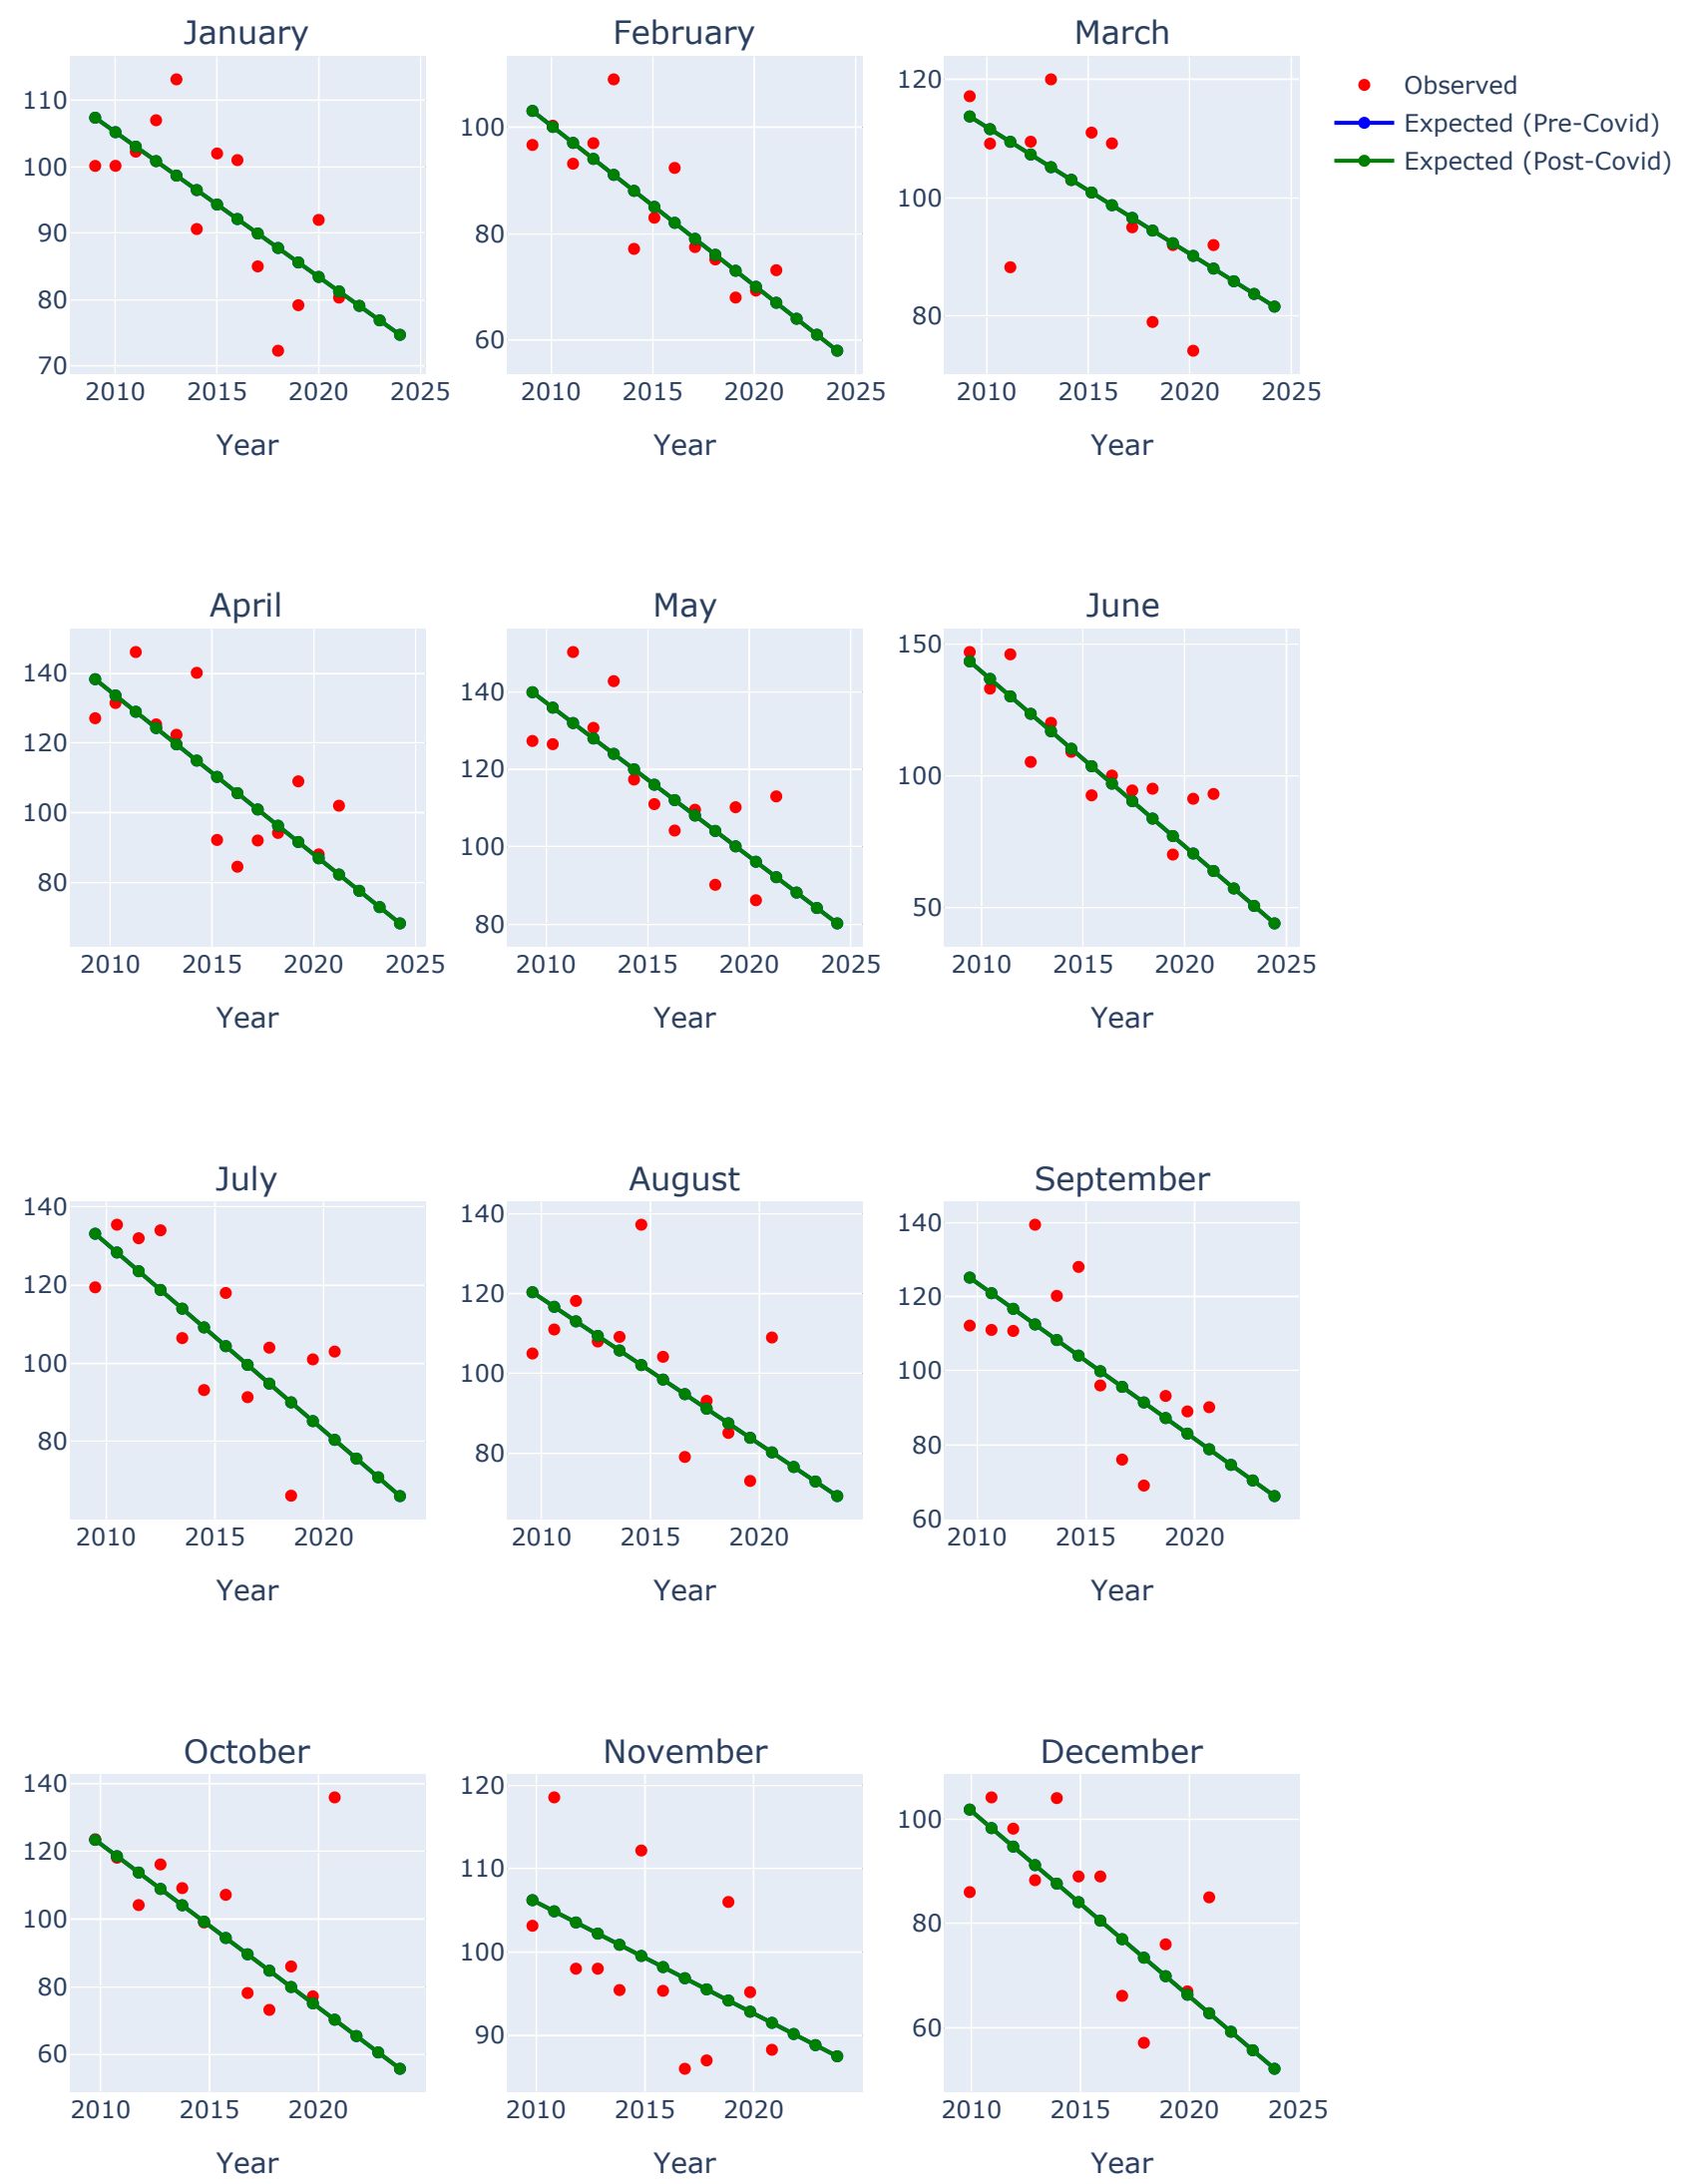 January February March
110
100
90
80
70
2010 2015 2020 2025
Year
100
80
60
2010 2015 2020 2025
Year
120
100
80
2010 2015 2020 2025
Year
Observed
Expected (Pre-Covid)
Expected (Post-Covid)
April May June
140
120
100
80
2010 2015 2020 2025
Year
140
120
100
80
2010 2015 2020 2025
Year
150
100
50
2010 2015 2020 2025
Year
July August September
140
120
100
80
2010 2015 2020
Year
140
120
100
80
2010 2015 2020
Year
140
120
100
80
60
2010 2015 2020
Year
October November December
140
120
100
80
60
2010 2015 2020
Year
120
110
100
90
2010 2015 2020
Year
100
80
60
2010 2015 2020 2025
Year